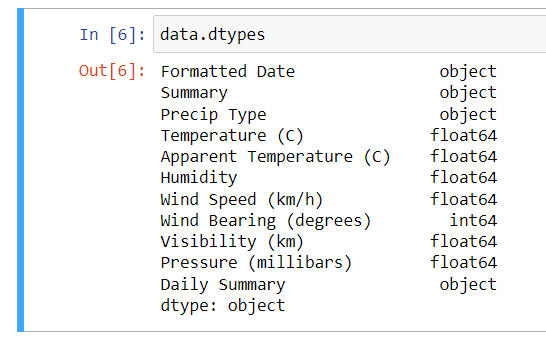 In [6]: data.dtypes
Out[6]: Formatted Date object
Summary object
Precip Type object
Temperature (C) float64
Apparent Temperature (C) float64
Humidity float64
Wind Speed (km/h) float64
Wind Bearing (degrees) int64
Visibility (km) float64
Pressure (millibars) float64
Daily Summary object
dtype: object